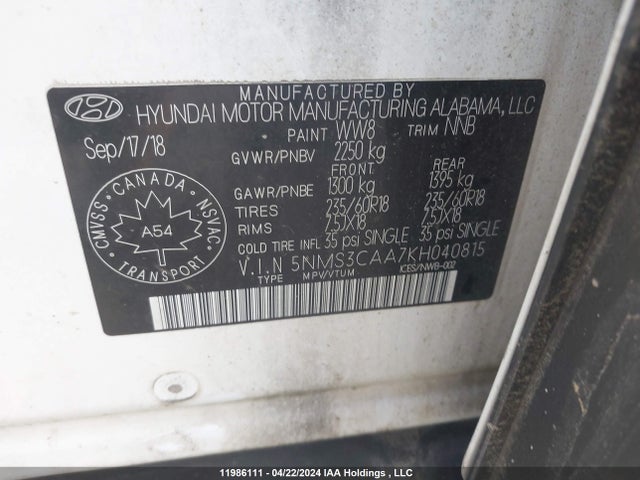 MANUFACTURED BY
HYUNDAI MOTOR MANUFACTURING ALABAMA, LLC
Sep/17/18
PAINT WW8 TRIM NNB
GVWR/PNBV 2250 kg
FRONT REAR
GAWR/PNBE 1300 kg 1395 kg
TIRES 235/60R18 235/60R18
RIMS 7.5JX18 7.5JX18
COLD TIRE INFL 35 psi SINGLE 35 psi SINGLE
V.I.N 5NMS3CAA7KH040815
TYPE MPV/VTUM ICES/NWB-002
CANADA
CMVSS NSVAC
A54
TRANSPORT
11986111 - 04/22/2024 IAA Holdings , LLC